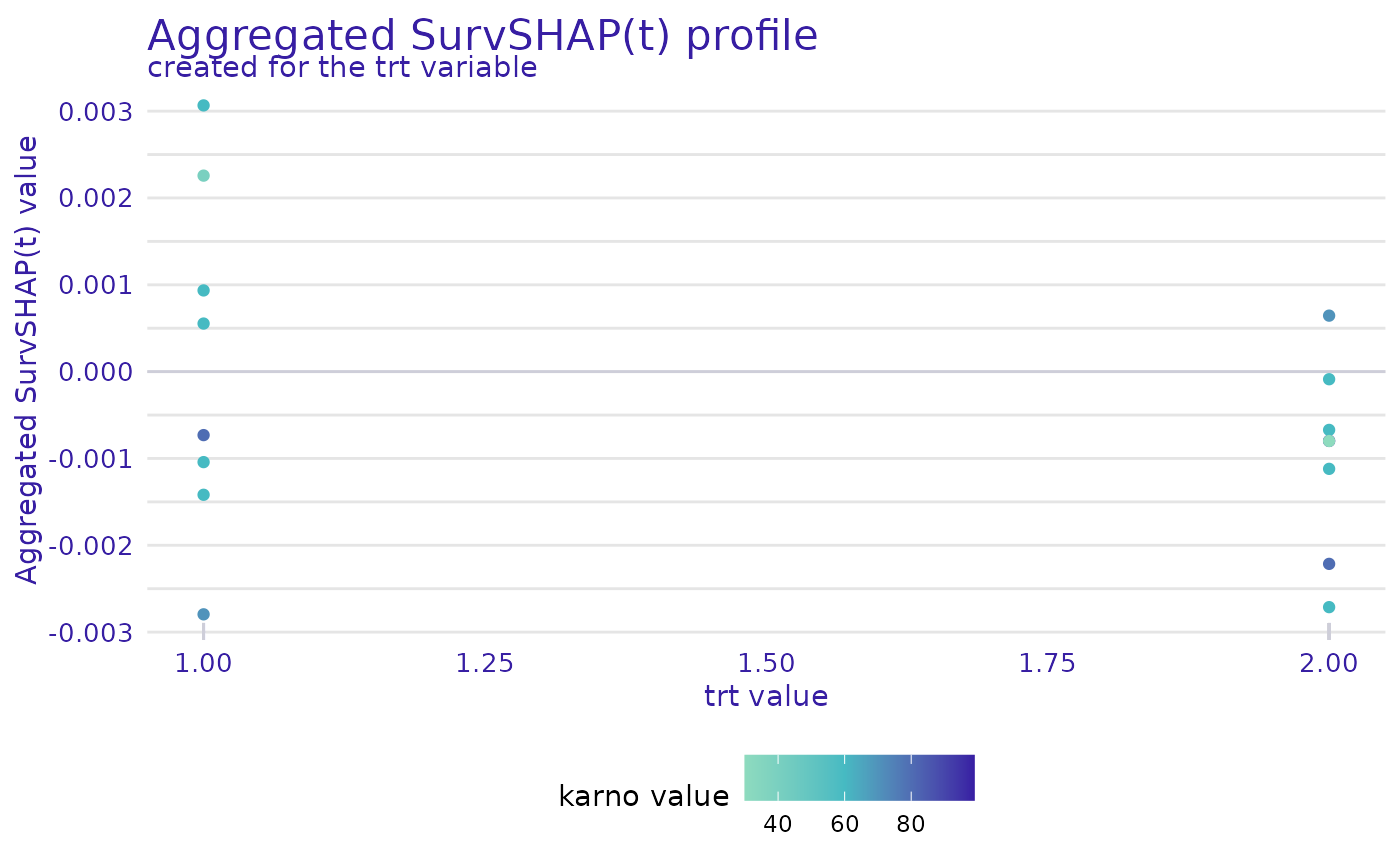 Aggregated SurvSHAP(t) profile
created for the trt variable
Aggregated SurvSHAP(t) value
0.003
0.002
0.001
0.000
-0.001
-0.002
-0.003
1.00 1.25 1.50 1.75 2.00
trt value
karno value
40 60 80